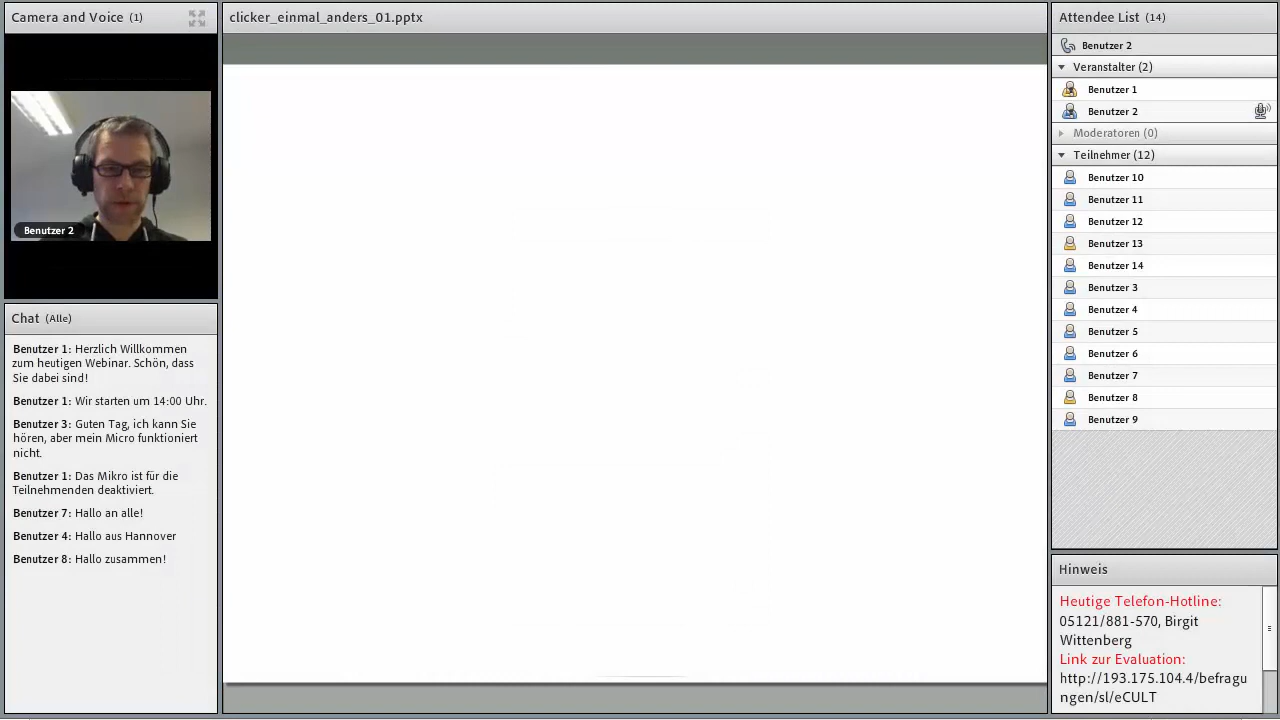 Camera and Voice (1)
Benutzer 2
Chat (Alle)
Benutzer 1: Herzlich Willkommen
zum heutigen Webinar. Schön, dass
Sie dabei sind!
Benutzer 1: Wir starten um 14:00 Uhr.
Benutzer 3: Guten Tag, ich kann Sie
hören, aber mein Micro funktioniert
nicht.
Benutzer 1: Das Mikro ist für die
Teilnehmenden deaktiviert.
Benutzer 7: Hallo an alle!
Benutzer 4: Hallo aus Hannover
Benutzer 8: Hallo zusammen!
clicker_einmal_anders_01.pptx
Attendee List (14)
Benutzer 2
Veranstalter (2)
Benutzer 1
Benutzer 2
Moderatoren (0)
Teilnehmer (12)
Benutzer 10
Benutzer 11
Benutzer 12
Benutzer 13
Benutzer 14
Benutzer 3
Benutzer 4
Benutzer 5
Benutzer 6
Benutzer 7
Benutzer 8
Benutzer 9
Hinweis
Heutige Telefon-Hotline:
05121/881-570, Birgit
Wittenberg
Link zur Evaluation:
http://193.175.104.4/befragu
ngen/sl/eCULT